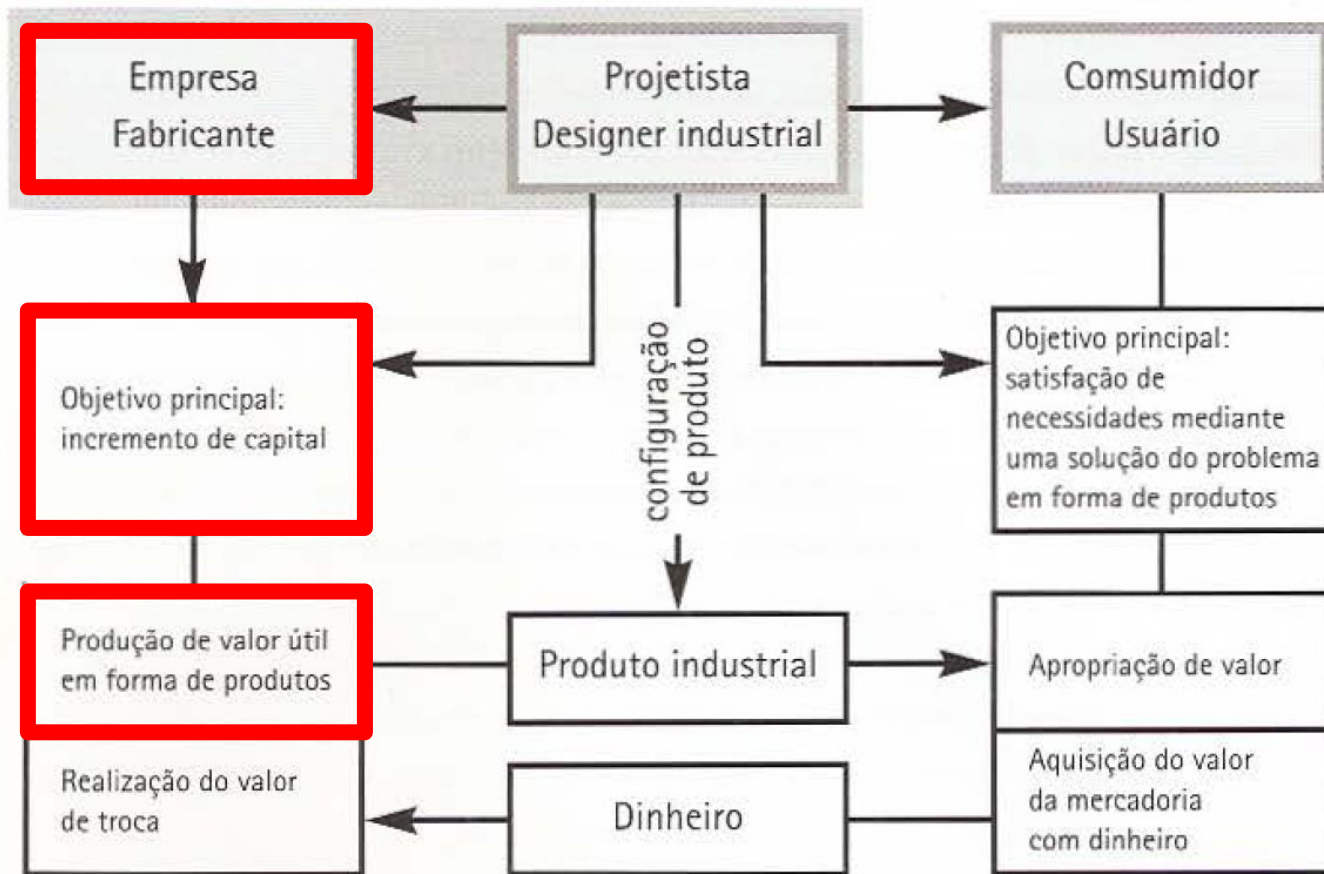 Empresa
Fabricante
Projetista
Designer industrial
Comsumidor
Usuário
Objetivo principal:
incremento de capital
configuração
de produto
Objetivo principal:
satisfação de
necessidades mediante
uma solução do problema
em forma de produtos
Produção de valor útil
em forma de produtos
Produto industrial
Apropriação de valor
Realização do valor
de troca
Dinheiro
Aquisição do valor
da mercadoria
com dinheiro